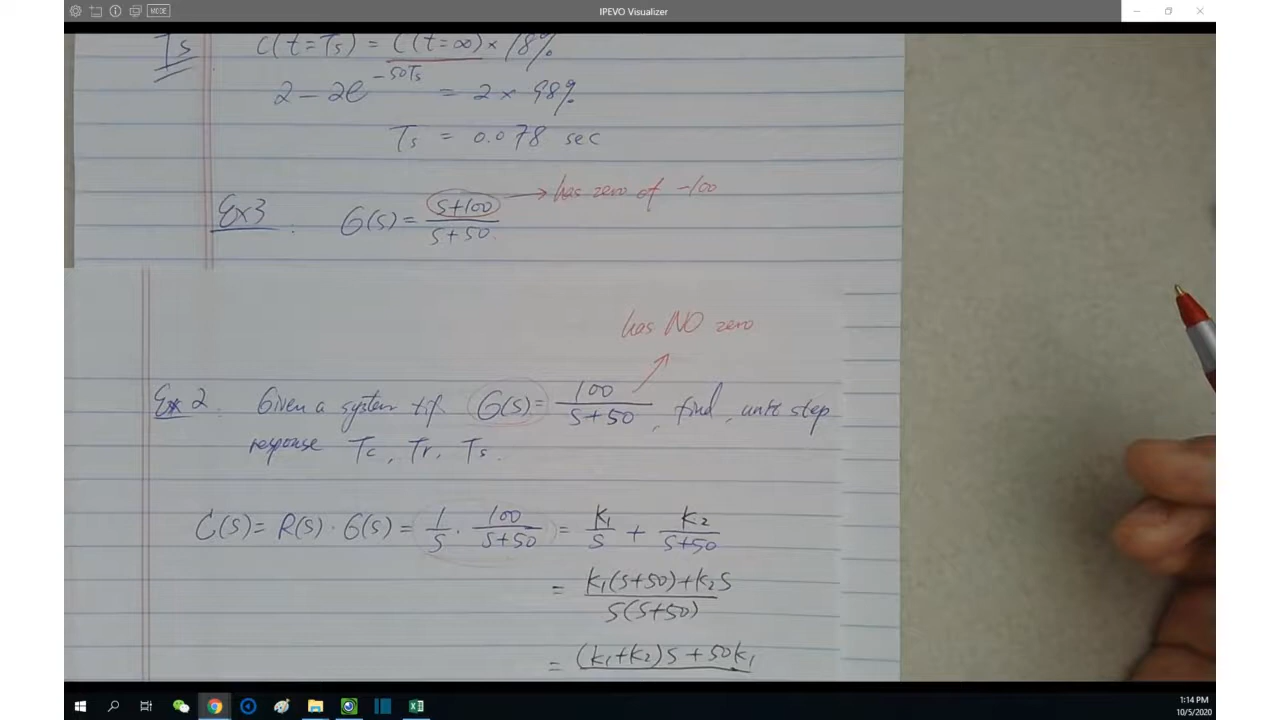 IPEVO Visualizer
MODE
Ts C(t=Ts) = C(t=∞) × 98%
2 - 2e^-50Ts = 2 × 98%
Ts = 0.078 sec
Ex3. G(s) = (s+100)/(s+50) → has zero of -100
has NO zero
Ex 2. Given a system t.f G(s) = 100/(s+50), find unit step
response Tc, Tr, Ts.
C(s) = R(s) · G(s) = 1/s · 100/(s+50) = K1/s + K2/(s+50)
= (K1(s+50)+K2s)/(s(s+50))
= (K1+K2)s + 50K1
1:14 PM
10/5/2020